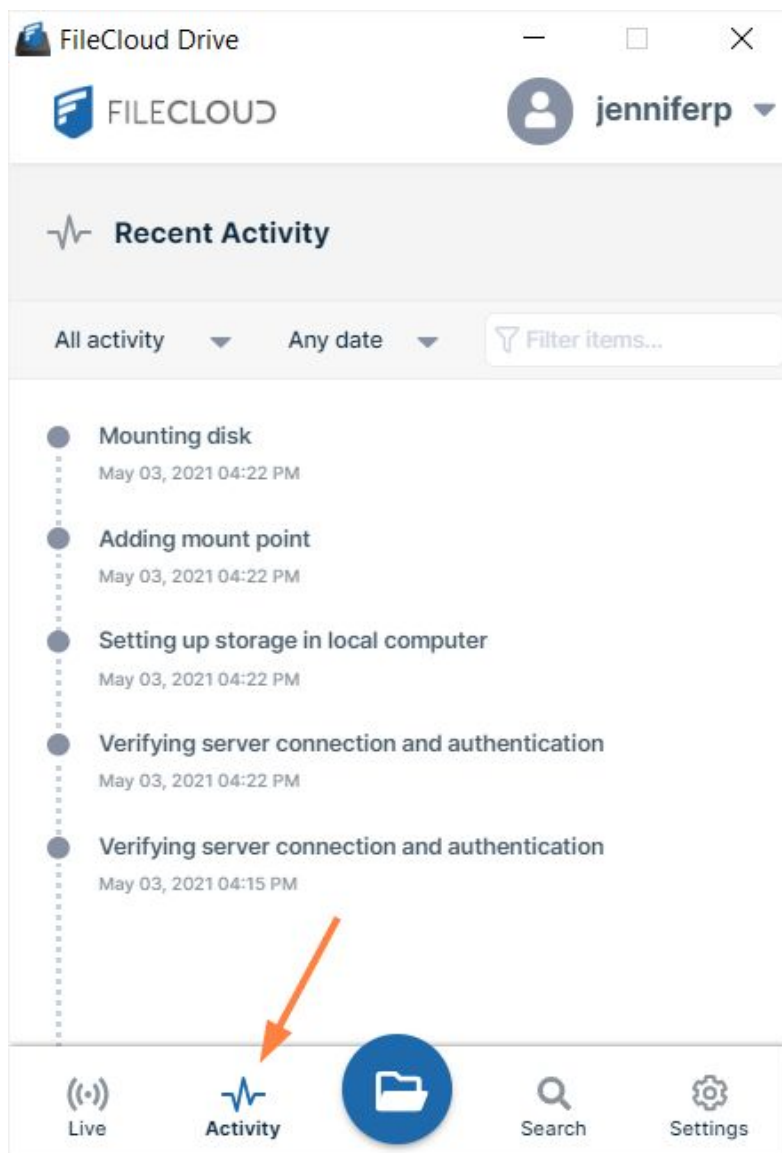 FileCloud Drive
FILECLOUD
jenniferp
Recent Activity
All activity
Any date
Filter items...
Mounting disk
May 03, 2021 04:22 PM
Adding mount point
May 03, 2021 04:22 PM
Setting up storage in local computer
May 03, 2021 04:22 PM
Verifying server connection and authentication
May 03, 2021 04:22 PM
Verifying server connection and authentication
May 03, 2021 04:15 PM
Live
Activity
Search
Settings